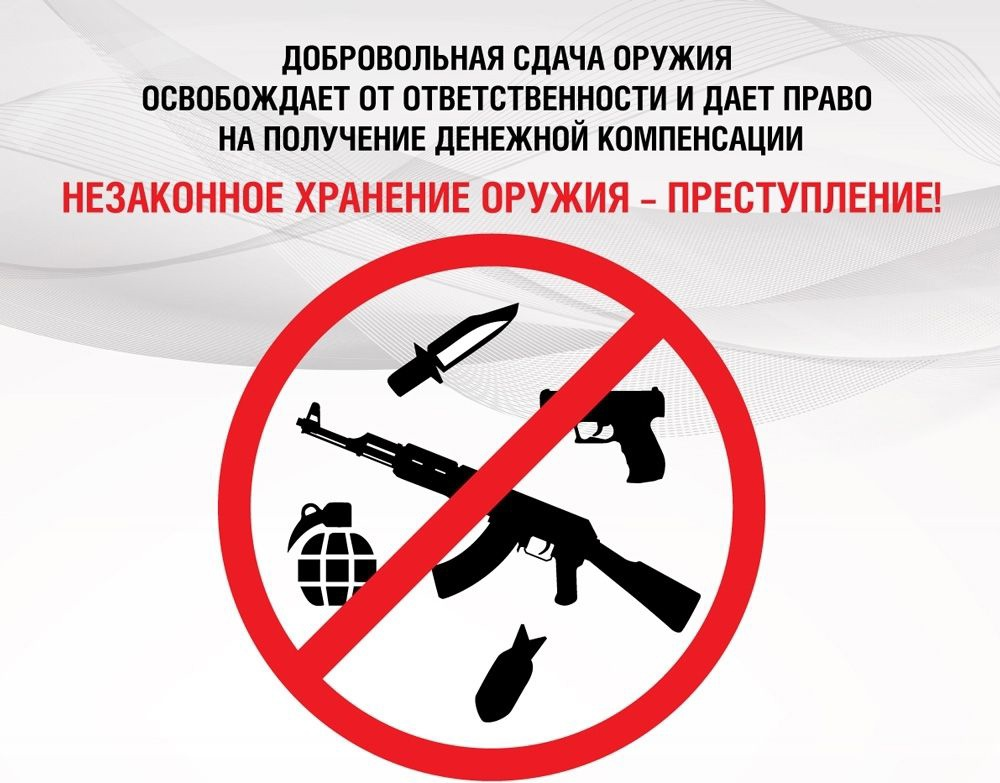 ДОБРОВОЛЬНАЯ СДАЧА ОРУЖИЯ
ОСВОБОЖДАЕТ ОТ ОТВЕТСТВЕННОСТИ И ДАЕТ ПРАВО
НА ПОЛУЧЕНИЕ ДЕНЕЖНОЙ КОМПЕНСАЦИИ
НЕЗАКОННОЕ ХРАНЕНИЕ ОРУЖИЯ – ПРЕСТУПЛЕНИЕ!